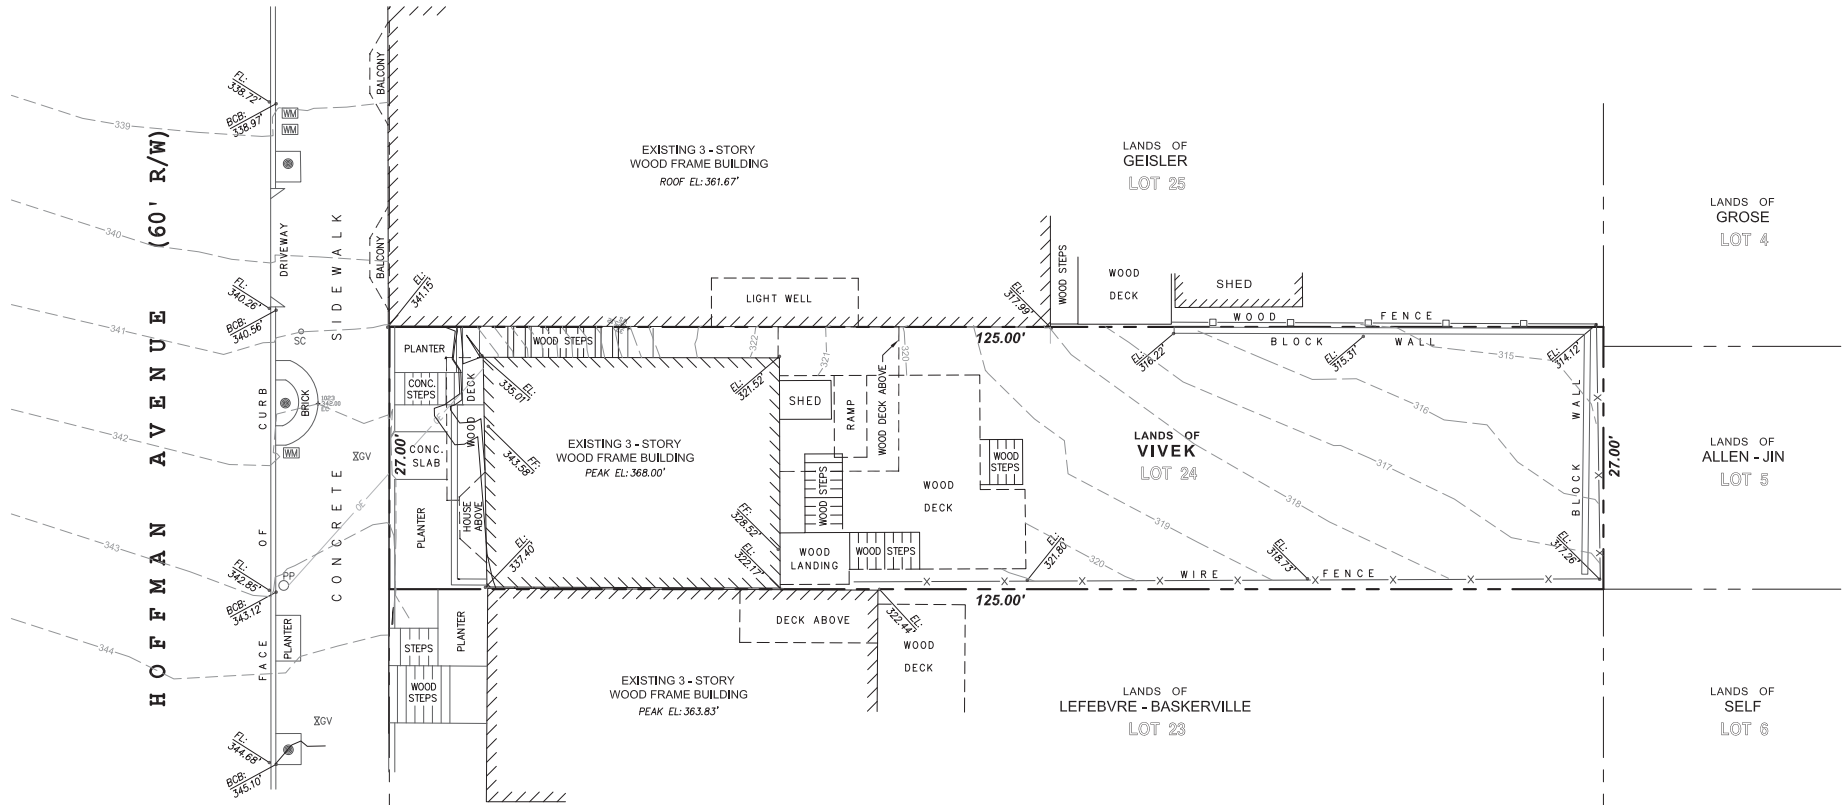 HOFFMAN AVENUE (60' R/W)
FACE OF CURB
CONCRETE SIDEWALK
DRIVEWAY
BALCONY
BALCONY
FL:
338.72'
BCB:
338.97'
WM
WM
339
340
341
342
343
344
FL:
340.26'
BCB:
340.56'
SC
BRICK
1023
342.00
EG
WM
GV
PP
OE
FL:
342.85'
BCB:
343.12'
PLANTER
GV
FL:
344.68'
BCB:
345.10'
EXISTING 3 - STORY
WOOD FRAME BUILDING
ROOF EL: 361.67'
EL:
341.15'
LIGHT WELL
EL:
317.99'
WOOD STEPS
WOOD
DECK
SHED
LANDS OF
GEISLER
LOT 25
LANDS OF
GROSE
LOT 4
WOOD FENCE
BLOCK WALL
125.00'
EL:
316.22'
EL:
315.31'
EL:
314.12'
315
316
317
318
319
320
PLANTER
WOOD STEPS
CONC.
STEPS
WOOD DECK
CONC.
SLAB
27.00'
PLANTER
HOUSE
ABOVE
EL:
335.01'
FF:
343.58'
EL:
337.40'
EXISTING 3 - STORY
WOOD FRAME BUILDING
PEAK EL: 368.00'
EL:
321.52'
FF:
328.52'
EL:
322.17'
322
321
320
SHED
RAMP
WOOD DECK ABOVE
WOOD STEPS
WOOD
DECK
WOOD
STEPS
WOOD
LANDING
WOOD STEPS
LANDS OF
VIVEK
LOT 24
BLOCK WALL
27.00'
LANDS OF
ALLEN - JIN
LOT 5
EL:
321.80'
EL:
318.73'
EL:
317.26'
WIRE FENCE
125.00'
STEPS
PLANTER
WOOD
STEPS
EXISTING 3 - STORY
WOOD FRAME BUILDING
PEAK EL: 363.83'
DECK ABOVE
EL:
322.44'
WOOD
DECK
LANDS OF
LEFEBVRE - BASKERVILLE
LOT 23
LANDS OF
SELF
LOT 6